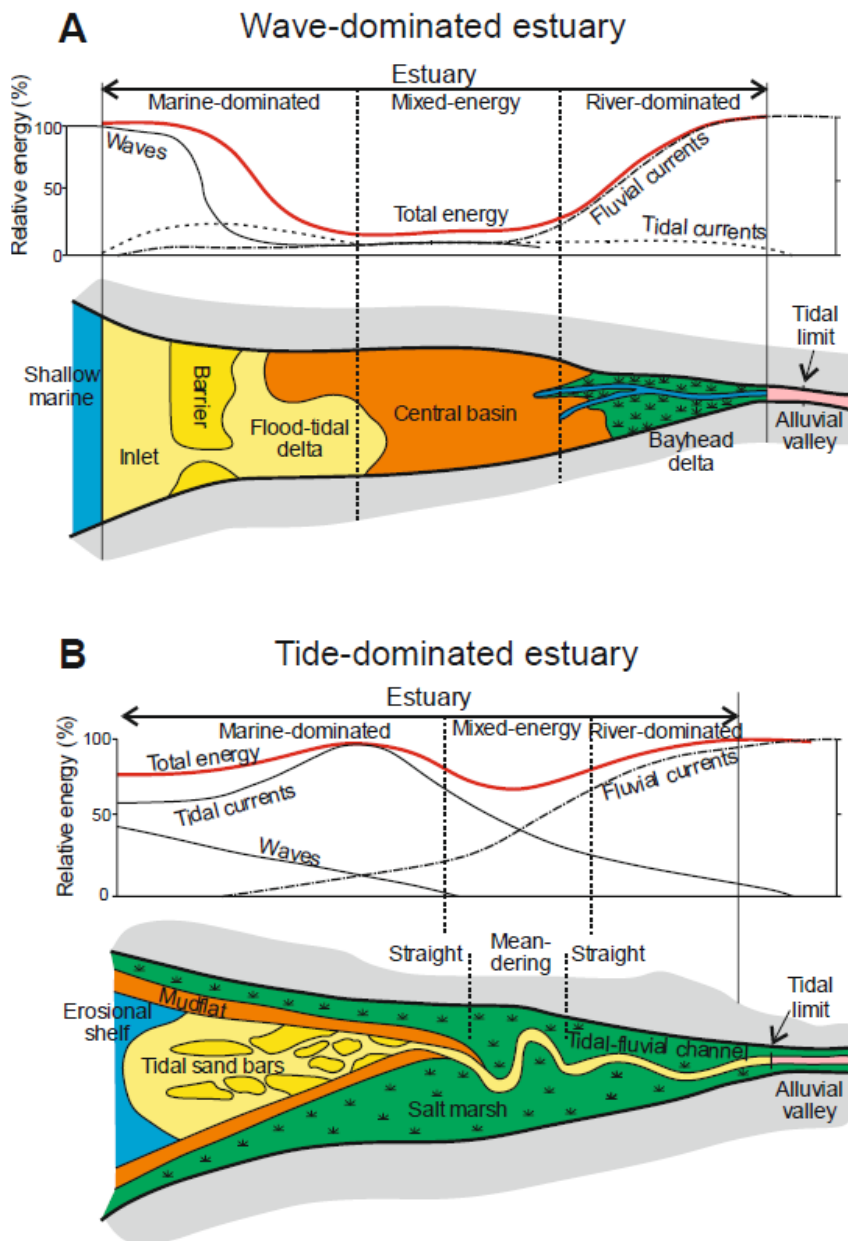 A Wave-dominated estuary
Estuary
Marine-dominated Mixed-energy River-dominated
Relative energy (%)
100
50
0
Waves
Total energy
Fluvial currents
Tidal currents
Tidal
limit
Shallow
marine
Barrier
Inlet
Flood-tidal
delta
Central basin
Bayhead
delta
Alluvial
valley
B Tide-dominated estuary
Estuary
Marine-dominated Mixed-energy River-dominated
Relative energy (%)
100
50
0
Total energy
Tidal currents
Waves
Fluvial currents
Straight
Mean-
dering
Straight
Tidal
limit
Mudflat
Erosional
shelf
Tidal sand bars
Tidal-fluvial channel
Salt marsh
Alluvial
valley